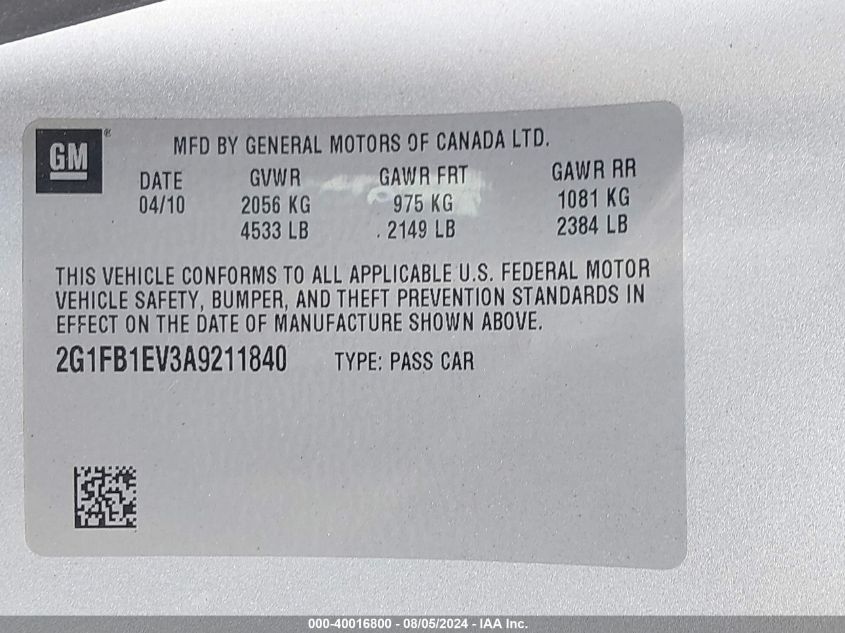 GM®
MFD BY GENERAL MOTORS OF CANADA LTD.
DATE GVWR GAWR FRT GAWR RR
04/10 2056 KG 975 KG 1081 KG
4533 LB 2149 LB 2384 LB
THIS VEHICLE CONFORMS TO ALL APPLICABLE U.S. FEDERAL MOTOR
VEHICLE SAFETY, BUMPER, AND THEFT PREVENTION STANDARDS IN
EFFECT ON THE DATE OF MANUFACTURE SHOWN ABOVE.
2G1FB1EV3A9211840 TYPE: PASS CAR
000-40016800 - 08/05/2024 - IAA Inc.